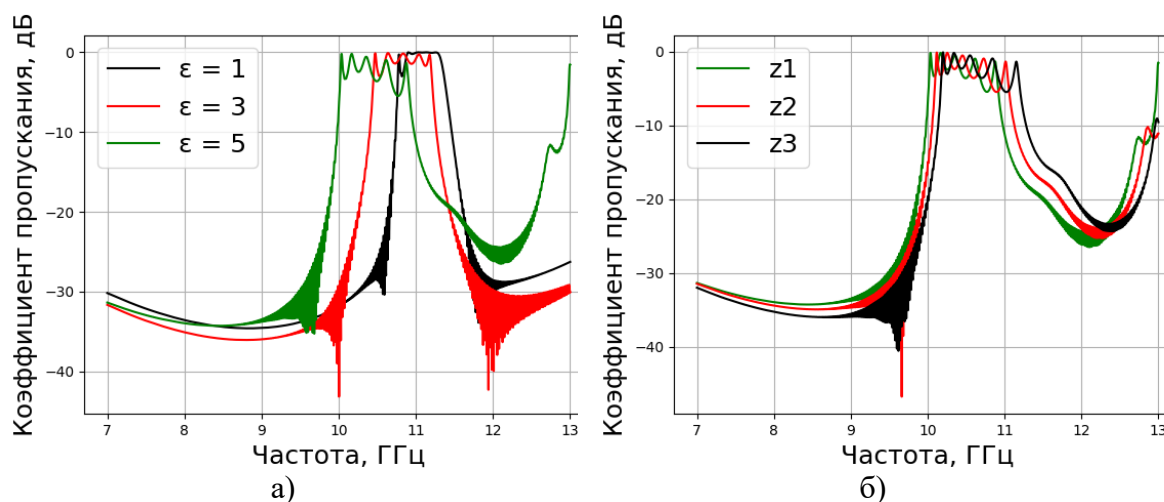 Коэффициент пропускания, дБ
0
−10
−20
−30
−40
ε = 1
ε = 3
ε = 5
7 8 9 10 11 12 13
Частота, ГГц
а)
Коэффициент пропускания, дБ
0
−10
−20
−30
−40
z1
z2
z3
7 8 9 10 11 12 13
Частота, ГГц
б)